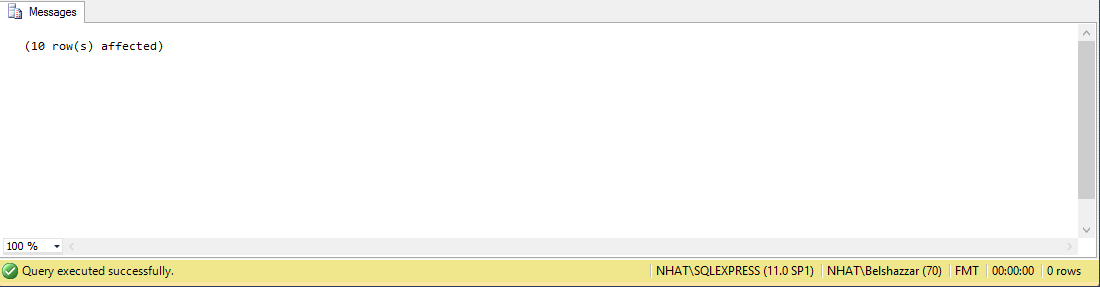 Messages
(10 row(s) affected)
100 %
Query executed successfully. NHAT\SQLEXPRESS (11.0 SP1) NHAT\Belshazzar (70) FMT 00:00:00 0 rows